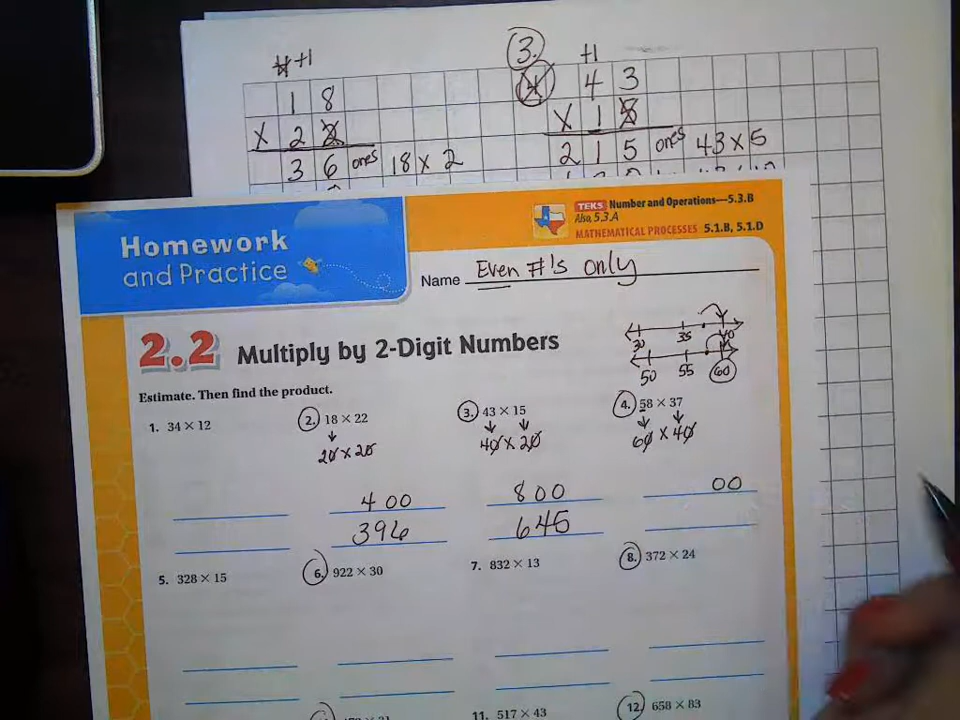 +1
3.
+1
1 8
4
4 3
X 2 2
X 1 5
3 6 ones 18 x 2
2 1 5 ones 43 x 5
Homework
and Practice
TEKS Number and Operations—5.3.B
Also, 5.3.A
MATHEMATICAL PROCESSES 5.1.B, 5.1.D
Name Even #'s only
2.2 Multiply by 2-Digit Numbers
30 35 40
50 55 60
Estimate. Then find the product.
1. 34 × 12
2. 18 × 22
3. 43 × 15
4. 58 × 37
20 x 20
40 x 20
60 x 40
400
800
00
396
645
5. 328 × 15
6. 922 × 30
7. 832 × 13
8. 372 × 24
11. 517 × 43
12. 658 × 83